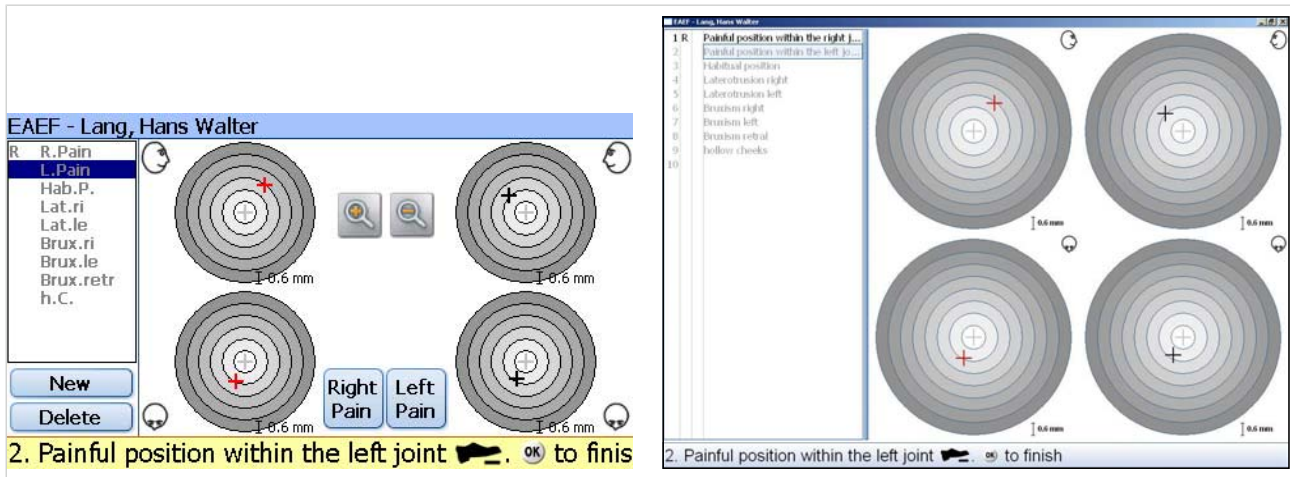 EAEF - Lang, Hans Walter
R R.Pain
L.Pain
Hab.P.
Lat.ri
Lat.le
Brux.ri
Brux.le
Brux.retr
h.C.
New
Delete
0.6 mm
0.6 mm
0.6 mm
0.6 mm
Right Left
Pain Pain
2. Painful position within the left joint . OK to finis
EAEF - Lang, Hans Walter
1 R Painful position within the right j...
2 Painful position within the left jo...
3 Habitual position
4 Laterotrusion right
5 Laterotrusion left
6 Bruxism right
7 Bruxism left
8 Bruxism retral
9 hollow cheeks
10
0.6 mm
0.6 mm
0.6 mm
0.6 mm
2. Painful position within the left joint . OK to finish